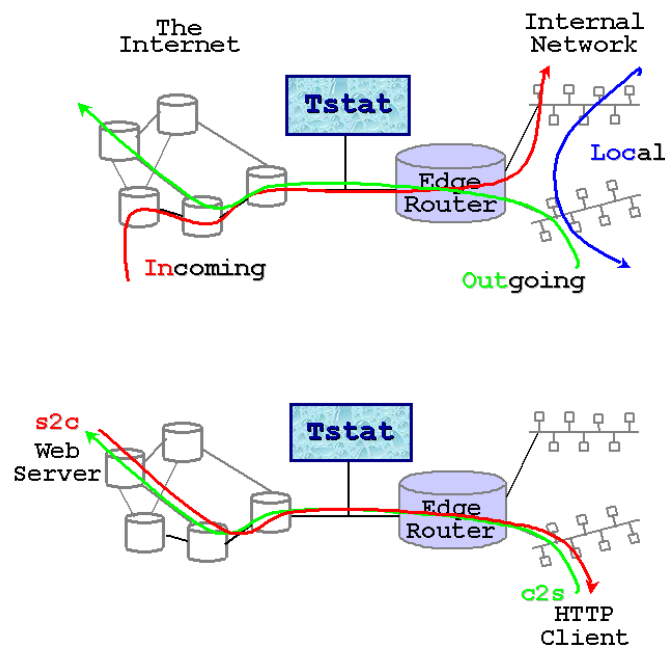 The
Internet
Internal
Network
Tstat
Edge
Router
Local
Incoming
Outgoing
s2c
Web
Server
Tstat
Edge
Router
c2s
HTTP
Client